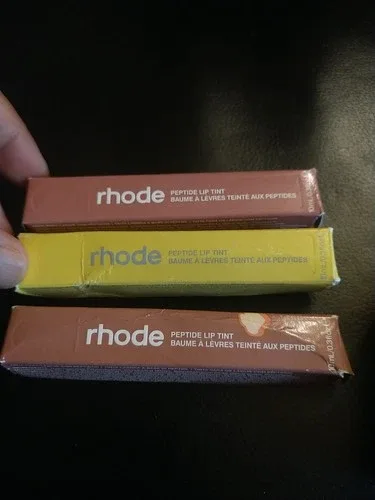 rhode
PEPTIDE LIP TINT
BAUME À LÈVRES TEINTÉ AUX PEPTIDES
rhode
PEPTIDE LIP TINT
BAUME À LÈVRES TEINTÉ AUX PEPTIDES
rhode
PEPTIDE LIP TINT
BAUME À LÈVRES TEINTÉ AUX PEPTIDES